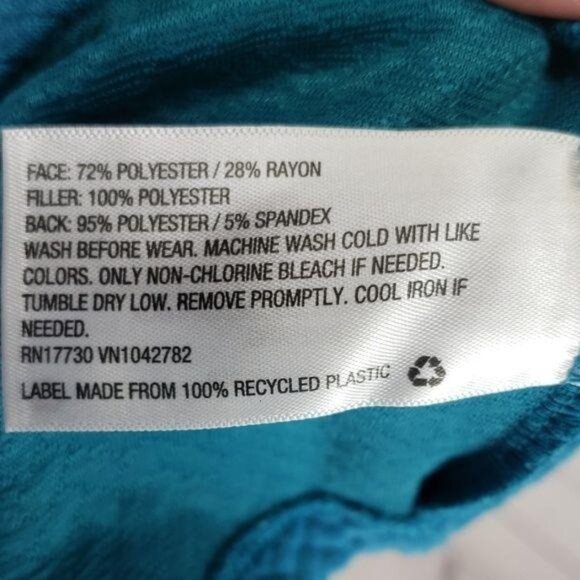 FACE: 72% POLYESTER / 28% RAYON
FILLER: 100% POLYESTER
BACK: 95% POLYESTER / 5% SPANDEX
WASH BEFORE WEAR. MACHINE WASH COLD WITH LIKE
COLORS. ONLY NON-CHLORINE BLEACH IF NEEDED.
TUMBLE DRY LOW. REMOVE PROMPTLY. COOL IRON IF
NEEDED.
RN17730 VN1042782
LABEL MADE FROM 100% RECYCLED PLASTIC